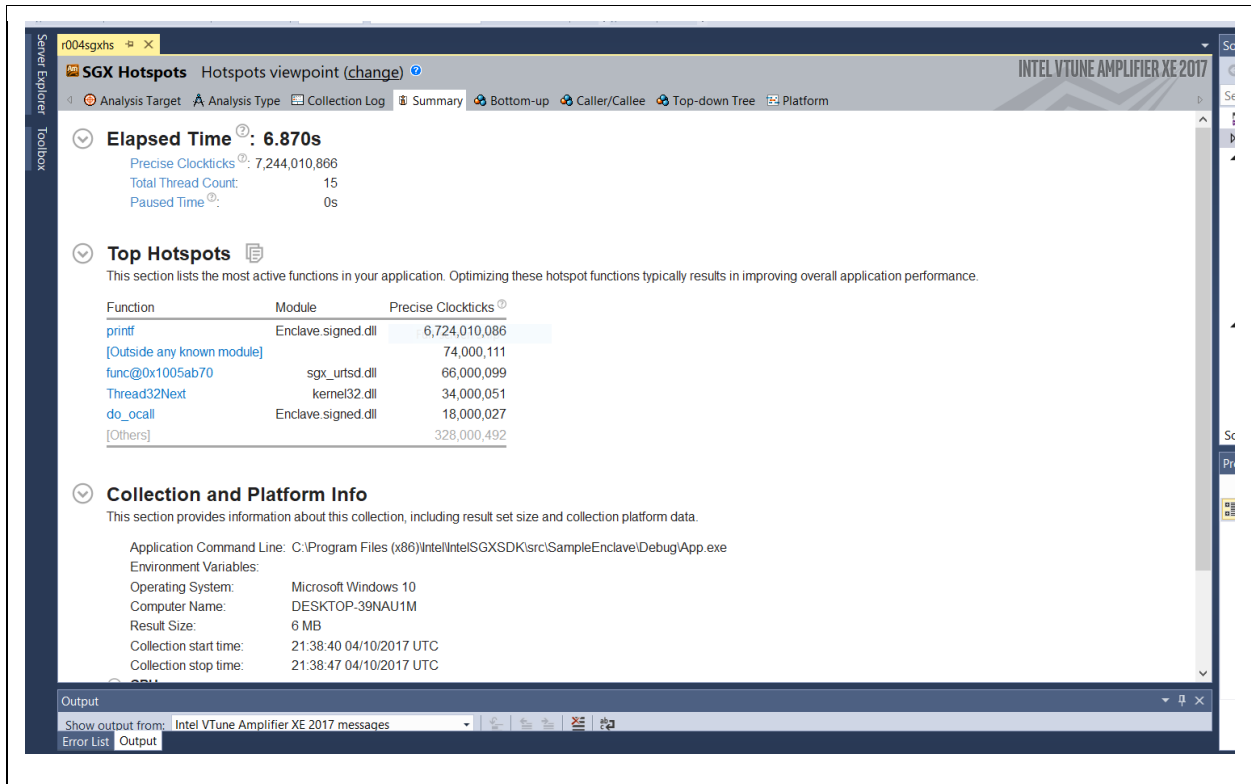 Server Explorer
Toolbox
r004sgxhs
SGX Hotspots Hotspots viewpoint (change)
INTEL VTUNE AMPLIFIER XE 2017
Analysis Target Analysis Type Collection Log Summary Bottom-up Caller/Callee Top-down Tree Platform
Elapsed Time: 6.870s
Precise Clockticks: 7,244,010,866
Total Thread Count: 15
Paused Time: 0s
Top Hotspots
This section lists the most active functions in your application. Optimizing these hotspot functions typically results in improving overall application performance.
Function Module Precise Clockticks
printf Enclave.signed.dll 6,724,010,086
[Outside any known module] 74,000,111
func@0x1005ab70 sgx_urtsd.dll 66,000,099
Thread32Next kernel32.dll 34,000,051
do_ocall Enclave.signed.dll 18,000,027
[Others] 328,000,492
Collection and Platform Info
This section provides information about this collection, including result set size and collection platform data.
Application Command Line: C:\Program Files (x86)\Intel\IntelSGXSDK\src\SampleEnclave\Debug\App.exe
Environment Variables:
Operating System: Microsoft Windows 10
Computer Name: DESKTOP-39NAU1M
Result Size: 6 MB
Collection start time: 21:38:40 04/10/2017 UTC
Collection stop time: 21:38:47 04/10/2017 UTC
Output
Show output from: Intel VTune Amplifier XE 2017 messages
Error List Output